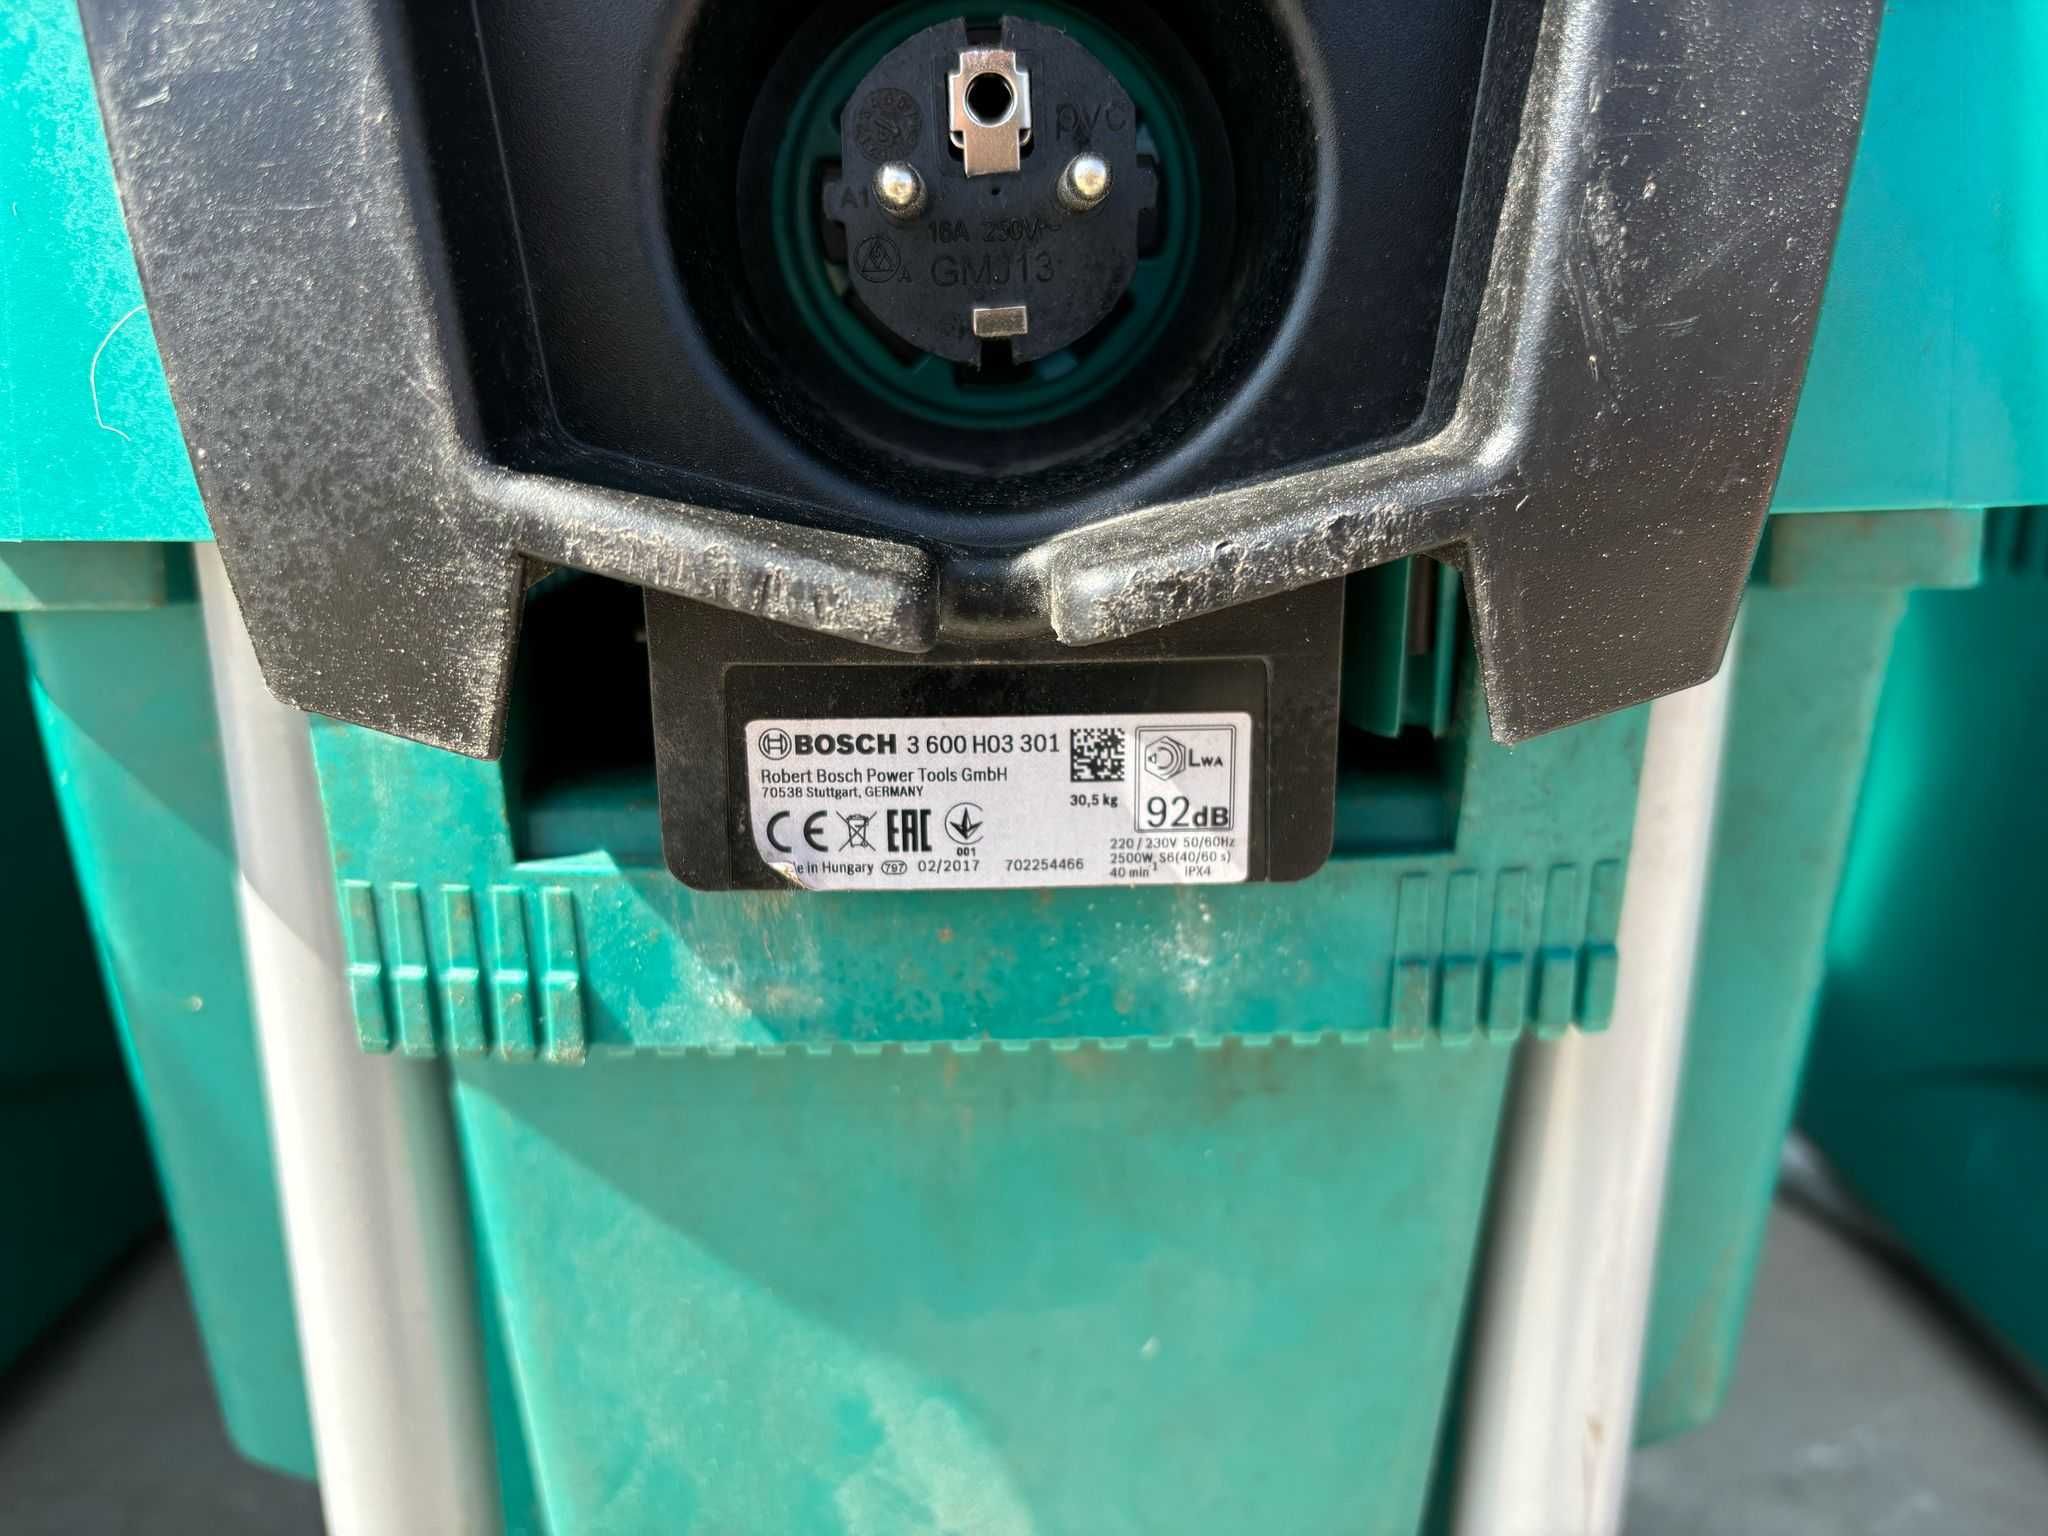 pvc
A1
16A 250V~
GMJ13
BOSCH 3 600 H03 301
Robert Bosch Power Tools GmbH
70538 Stuttgart, GERMANY
30,5 kg
LWA
92dB
CE EAC
001
e in Hungary 797 02/2017 702254466
220 / 230V 50/60Hz
2500W, S6(40/60 s)
40 min-1 IPX4